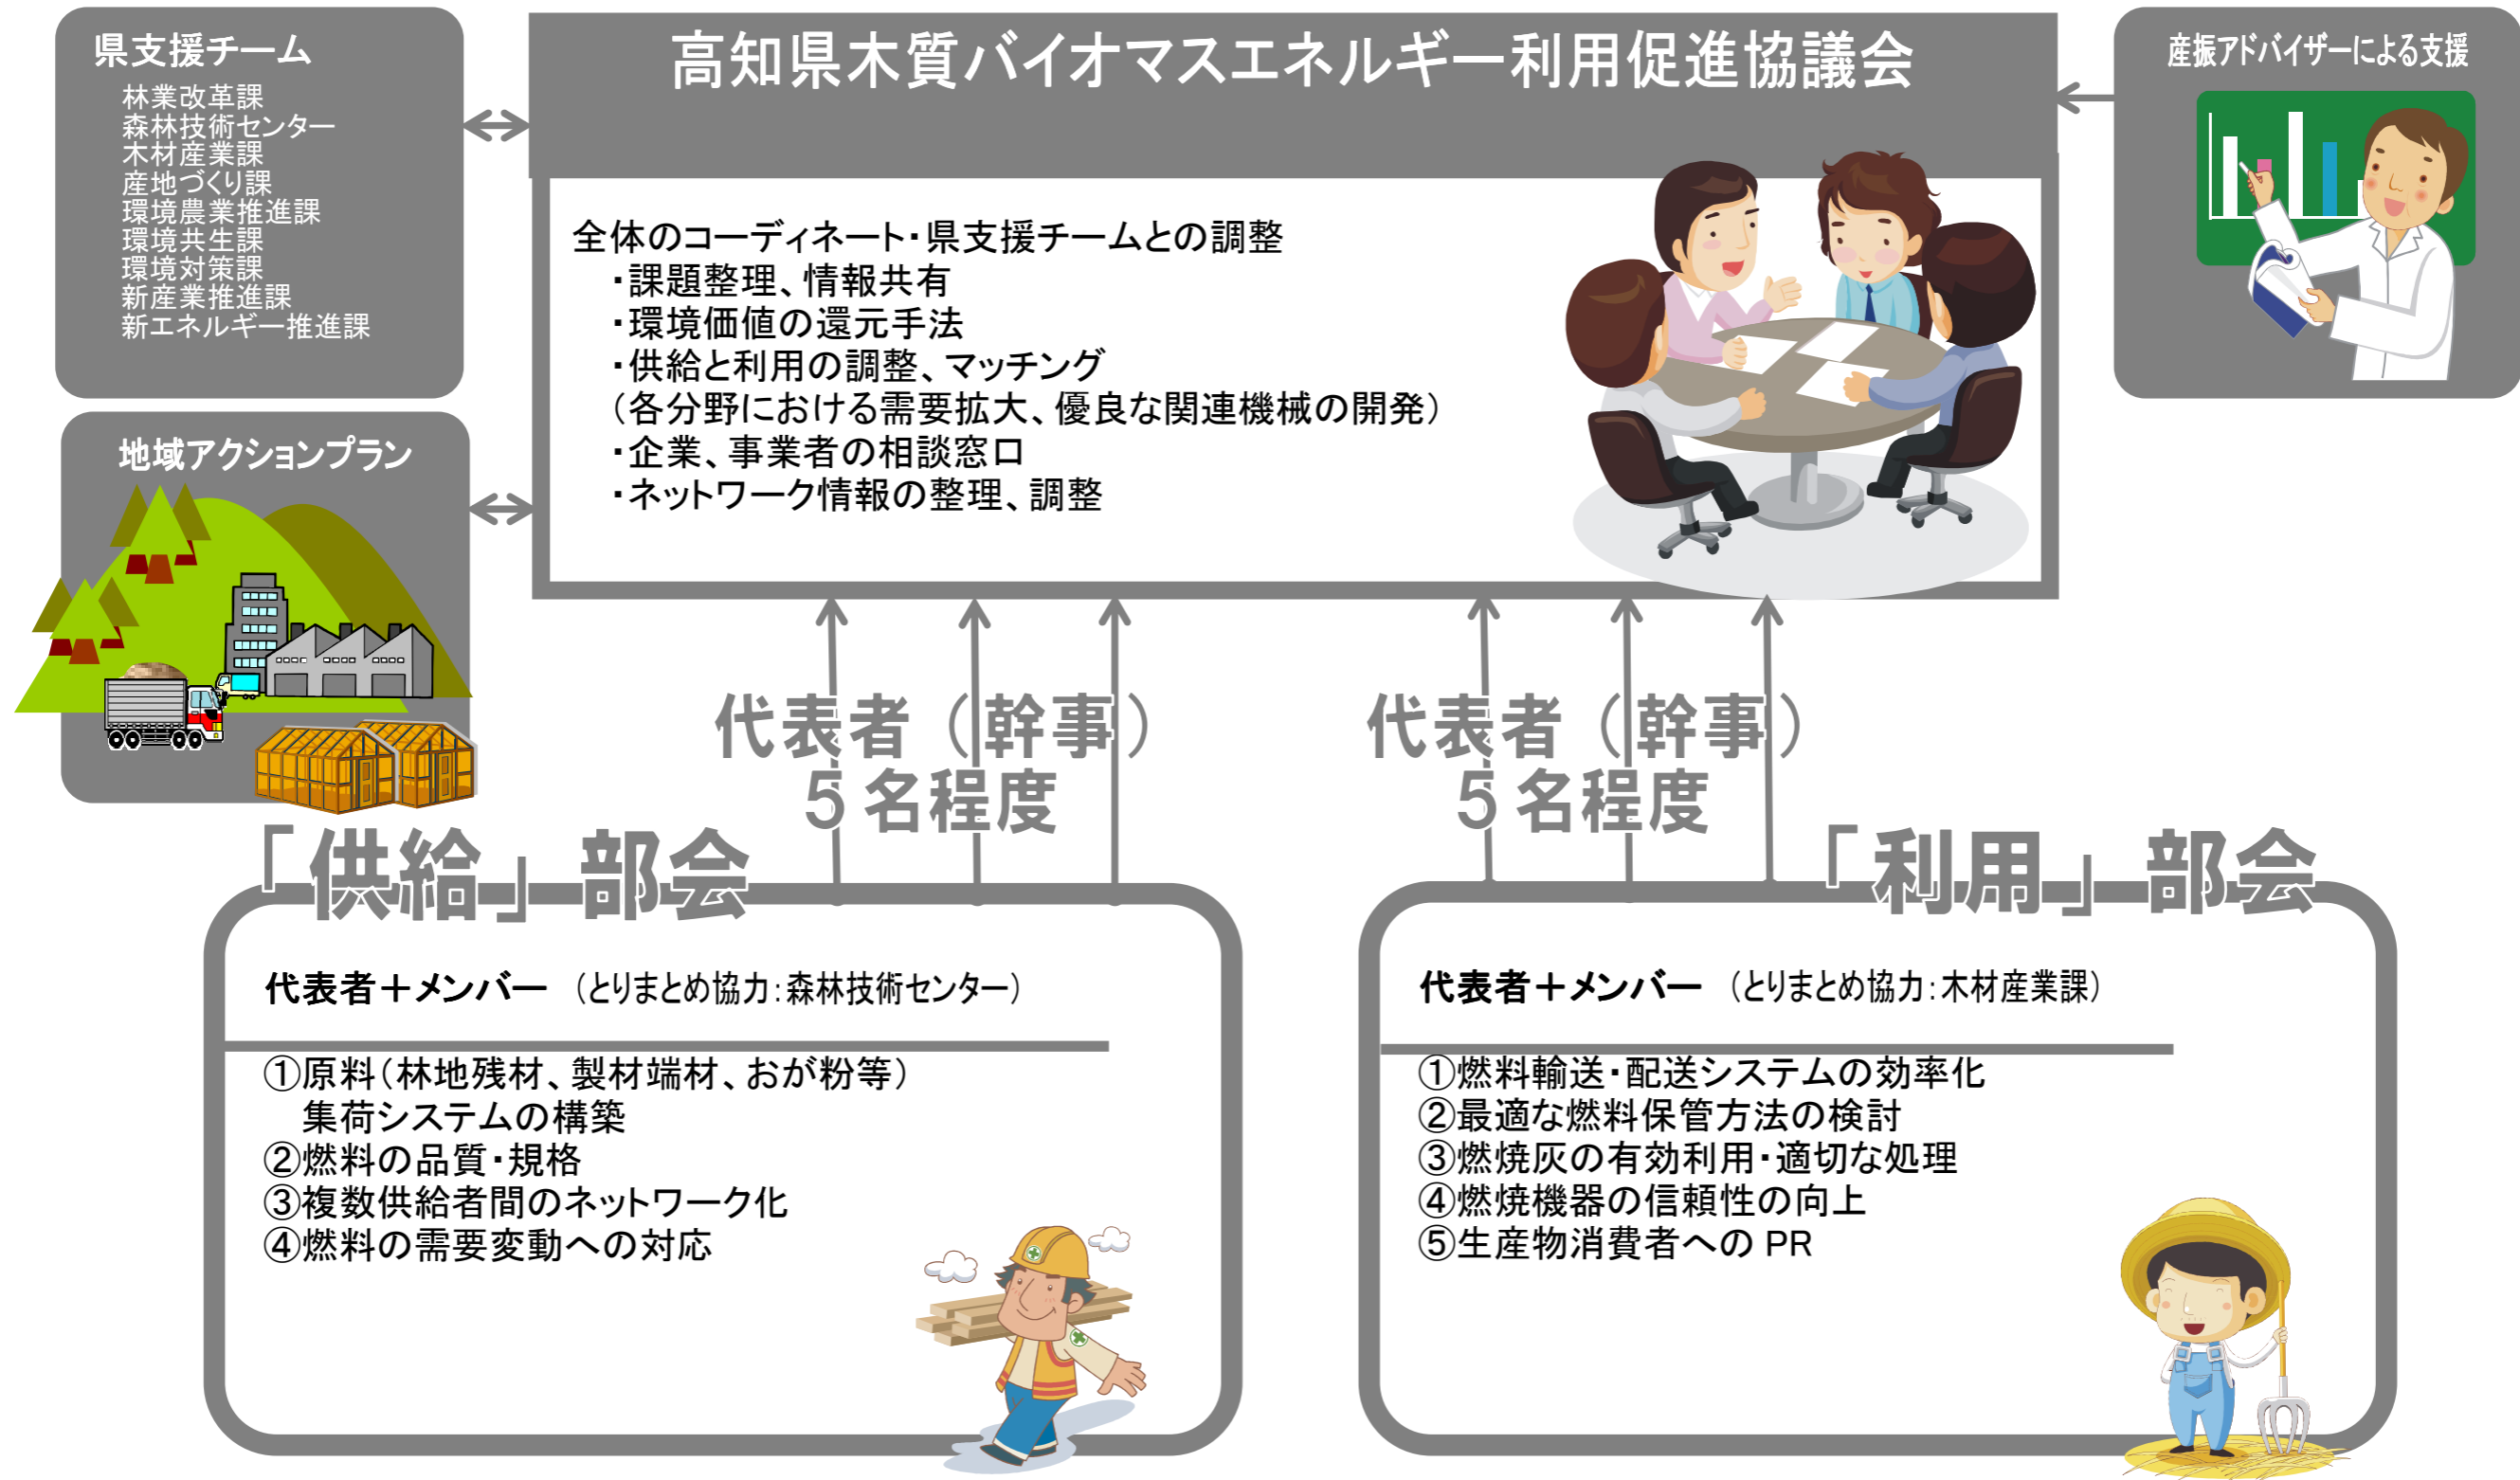 県支援チーム
林業改革課
森林技術センター
木材産業課
産地づくり課
環境農業推進課
環境共生課
環境対策課
新産業推進課
新エネルギー推進課
高知県木質バイオマスエネルギー利用促進協議会
産振アドバイザーによる支援
全体のコーディネート・県支援チームとの調整
・課題整理、情報共有
・環境価値の還元手法
・供給と利用の調整、マッチング
（各分野における需要拡大、優良な関連機械の開発）
・企業、事業者の相談窓口
・ネットワーク情報の整理、調整
地域アクションプラン
代表者（幹事）
５名程度
代表者（幹事）
５名程度
「供給」部会
代表者＋メンバー （とりまとめ協力：森林技術センター）
①原料（林地残材、製材端材、おが粉等）
集荷システムの構築
②燃料の品質・規格
③複数供給者間のネットワーク化
④燃料の需要変動への対応
「利用」部会
代表者＋メンバー （とりまとめ協力：木材産業課）
①燃料輸送・配送システムの効率化
②最適な燃料保管方法の検討
③燃焼灰の有効利用・適切な処理
④燃焼機器の信頼性の向上
⑤生産物消費者への PR